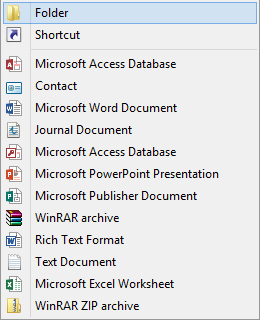 Folder
Shortcut
Microsoft Access Database
Contact
Microsoft Word Document
Journal Document
Microsoft Access Database
Microsoft PowerPoint Presentation
Microsoft Publisher Document
WinRAR archive
Rich Text Format
Text Document
Microsoft Excel Worksheet
WinRAR ZIP archive